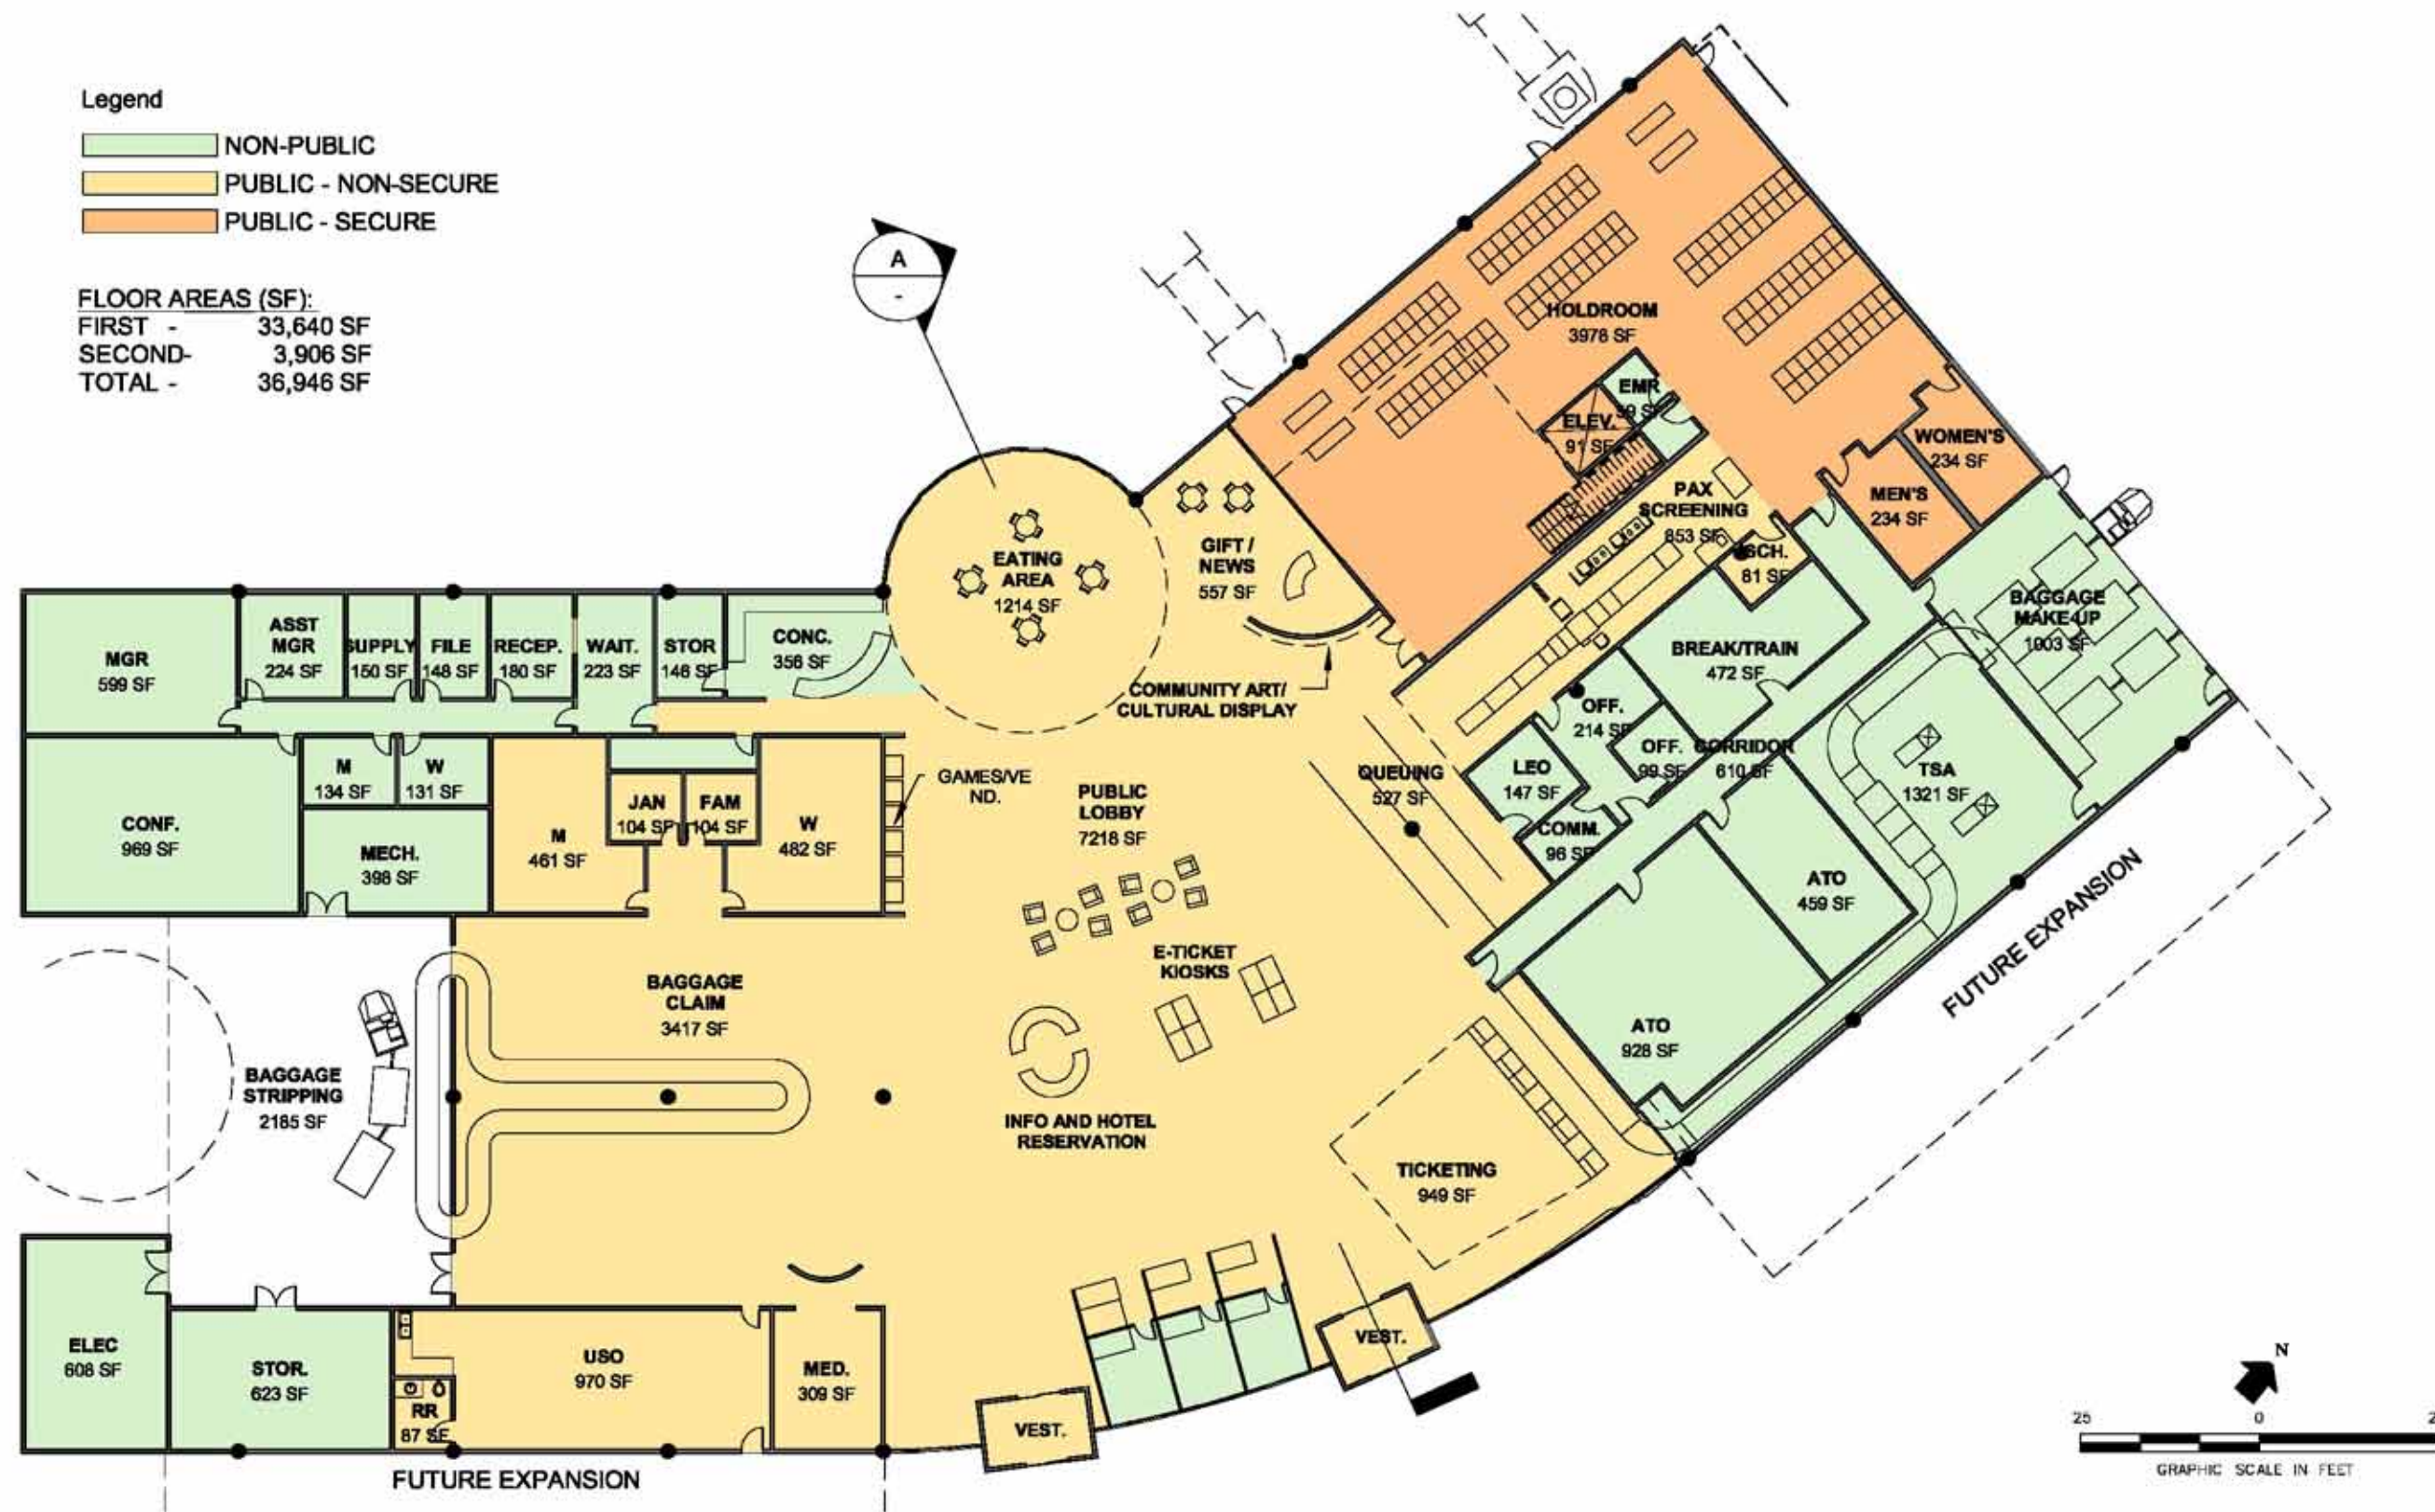 Legend
NON-PUBLIC
PUBLIC - NON-SECURE
PUBLIC - SECURE
FLOOR AREAS (SF):
FIRST - 33,640 SF
SECOND- 3,906 SF
TOTAL - 36,946 SF
A
-
HOLDROOM
3978 SF
EMR
ELEV.
91 SF
WOMEN'S
234 SF
MEN'S
234 SF
PAX
SCREENING
853 SF
SCH.
81 SF
GIFT /
NEWS
557 SF
EATING
AREA
1214 SF
COMMUNITY ART/
CULTURAL DISPLAY
BAGGAGE
MAKE-UP
1003 SF
BREAK/TRAIN
472 SF
OFF.
214 SF
OFF.
99 SF
CORRIDOR
610 SF
LEO
147 SF
COMM.
96 SF
TSA
1321 SF
ATO
459 SF
ATO
928 SF
FUTURE EXPANSION
MGR
599 SF
ASST
MGR
224 SF
SUPPLY
150 SF
FILE
148 SF
RECEP.
180 SF
WAIT.
223 SF
STOR
146 SF
CONC.
356 SF
CONF.
969 SF
M
134 SF
W
131 SF
MECH.
398 SF
M
461 SF
JAN
104 SF
FAM
104 SF
W
482 SF
GAMES/VE
ND.
PUBLIC
LOBBY
7218 SF
QUEUING
527 SF
E-TICKET
KIOSKS
BAGGAGE
CLAIM
3417 SF
BAGGAGE
STRIPPING
2185 SF
INFO AND HOTEL
RESERVATION
TICKETING
949 SF
ELEC
608 SF
STOR.
623 SF
RR
87 SF
USO
970 SF
MED.
309 SF
VEST.
VEST.
FUTURE EXPANSION
N
25 0
GRAPHIC SCALE IN FEET